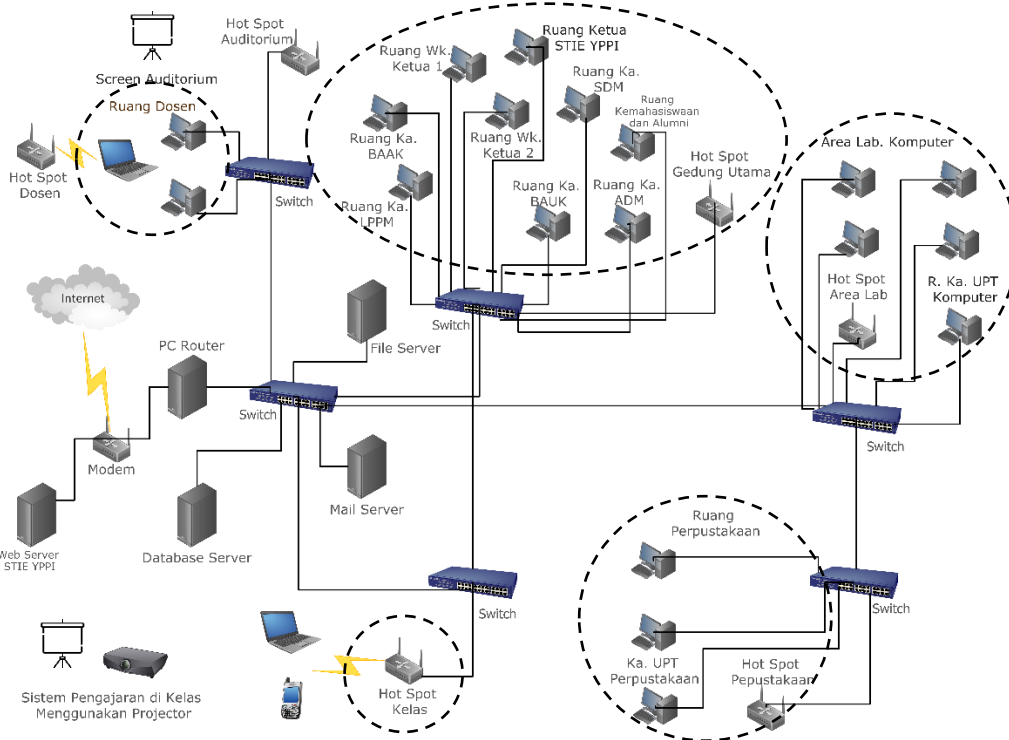 Screen Auditorium
Hot Spot
Auditorium
Ruang Dosen
Hot Spot
Dosen
Switch
Ruang Wk.
Ketua 1
Ruang Ketua
STIE YPPI
Ruang Ka.
SDM
Ruang
Kemahasiswaan
dan Alumni
Ruang Ka.
BAAK
Ruang Wk.
Ketua 2
Hot Spot
Gedung Utama
Ruang Ka.
LPPM
Ruang Ka.
BAUK
Ruang Ka.
ADM
Switch
Area Lab. Komputer
Hot Spot
Area Lab
R. Ka. UPT
Komputer
Switch
Internet
PC Router
File Server
Switch
Modem
Web Server
STIE YPPI
Database Server
Mail Server
Switch
Hot Spot
Kelas
Sistem Pengajaran di Kelas
Menggunakan Projector
Ruang
Perpustakaan
Switch
Ka. UPT
Perpustakaan
Hot Spot
Pepustakaan